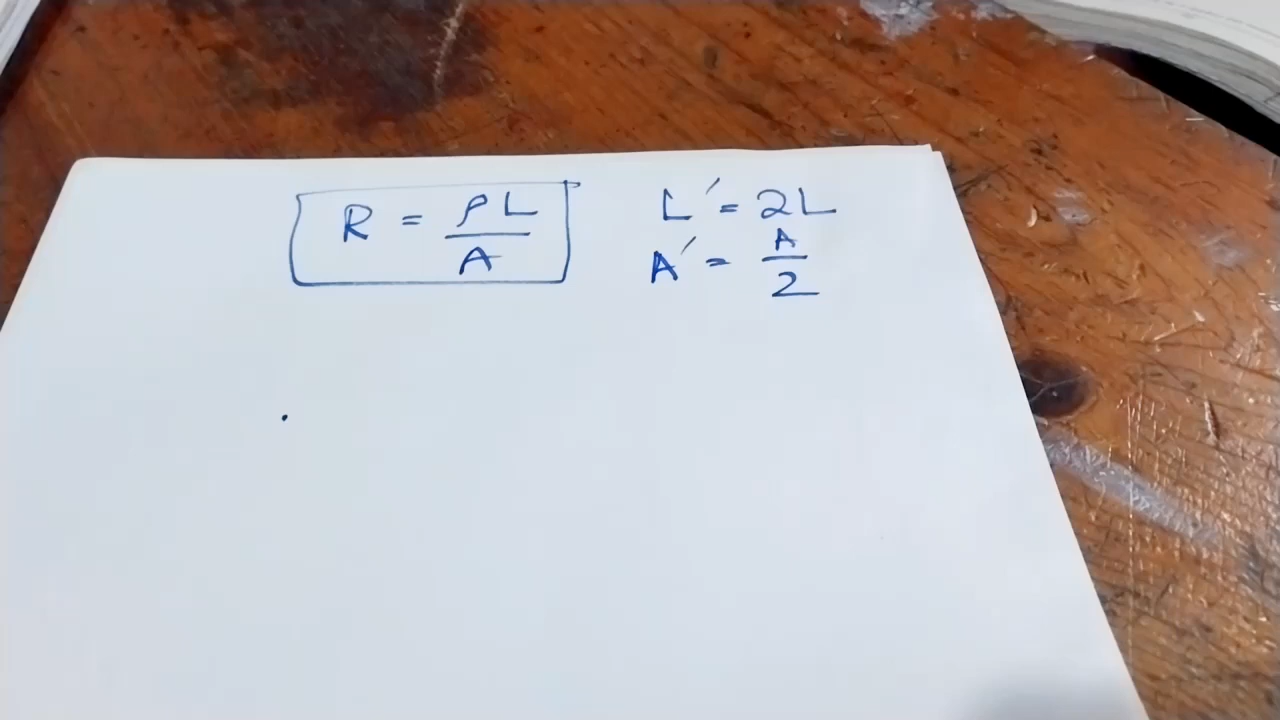 R = ρL/A
L′ = 2L
A′ = A/2